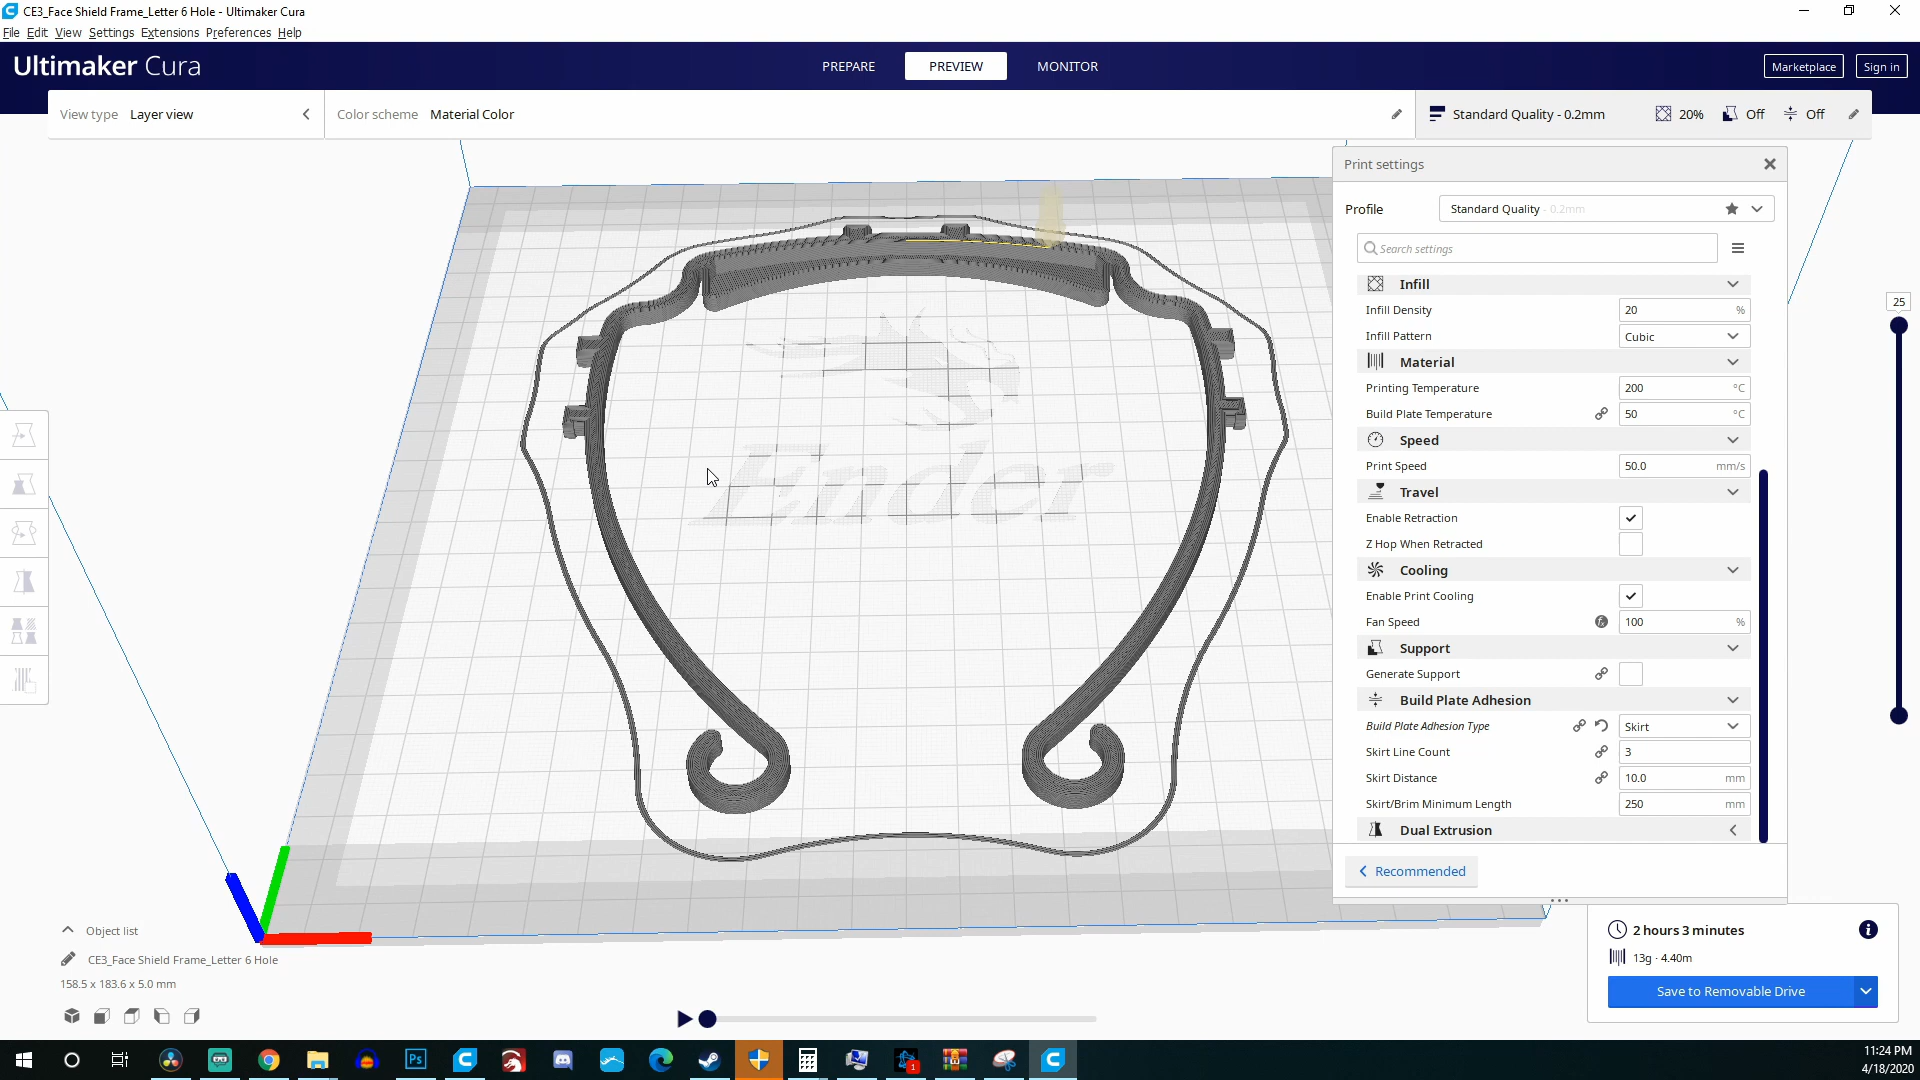 CE3_Face Shield Frame_Letter 6 Hole - Ultimaker Cura
File Edit View Settings Extensions Preferences Help
Ultimaker Cura
PREPARE
PREVIEW
MONITOR
Marketplace
Sign in
View type Layer view
Color scheme Material Color
Standard Quality - 0.2mm
20%
Off
Off
Print settings
Profile
Standard Quality - 0.2mm
Search settings
25
Infill
Infill Density 20 %
Infill Pattern Cubic
Material
Printing Temperature 200 °C
Build Plate Temperature 50 °C
Speed
Print Speed 50.0 mm/s
Travel
Enable Retraction
Z Hop When Retracted
Cooling
Enable Print Cooling
Fan Speed 100 %
Support
Generate Support
Build Plate Adhesion
Build Plate Adhesion Type Skirt
Skirt Line Count 3
Skirt Distance 10.0 mm
Skirt/Brim Minimum Length 250 mm
Dual Extrusion
Recommended
Ender
Object list
CE3_Face Shield Frame_Letter 6 Hole
158.5 x 183.6 x 5.0 mm
2 hours 3 minutes
13g · 4.40m
Save to Removable Drive
Ps
1
11:24 PM
4/18/2020